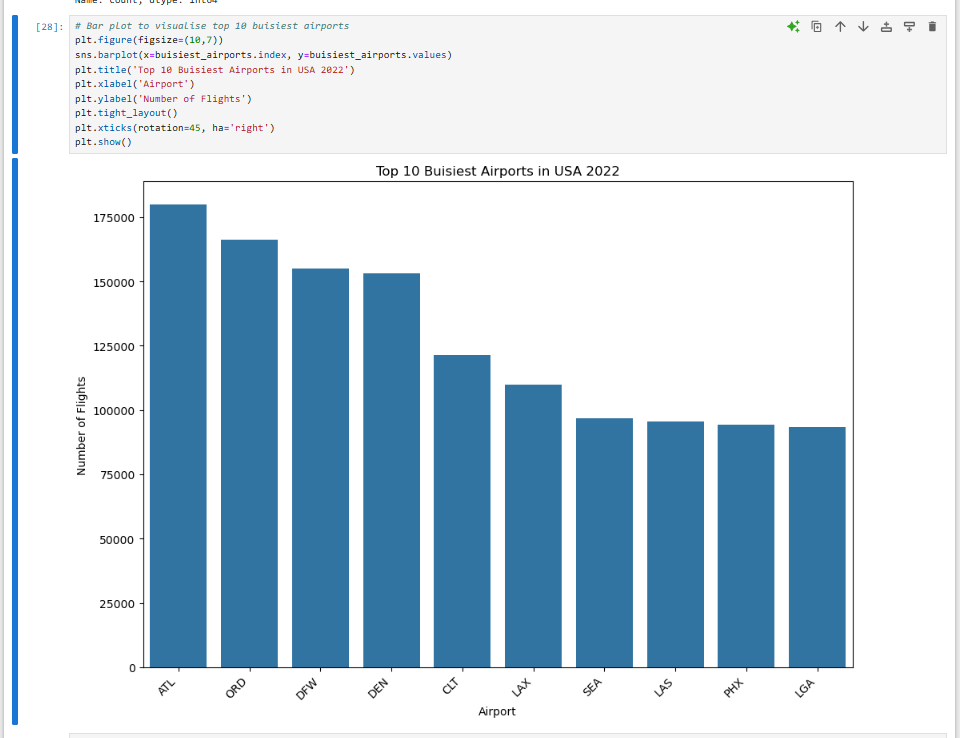 Name: count, dtype: int64
[28]:
# Bar plot to visualise top 10 buisiest airports
plt.figure(figsize=(10,7))
sns.barplot(x=buisiest_airports.index, y=buisiest_airports.values)
plt.title('Top 10 Buisiest Airports in USA 2022')
plt.xlabel('Airport')
plt.ylabel('Number of Flights')
plt.tight_layout()
plt.xticks(rotation=45, ha='right')
plt.show()
Top 10 Buisiest Airports in USA 2022
Number of Flights
175000
150000
125000
100000
75000
50000
25000
0
ATL ORD DFW DEN CLT LAX SEA LAS PHX LGA
Airport